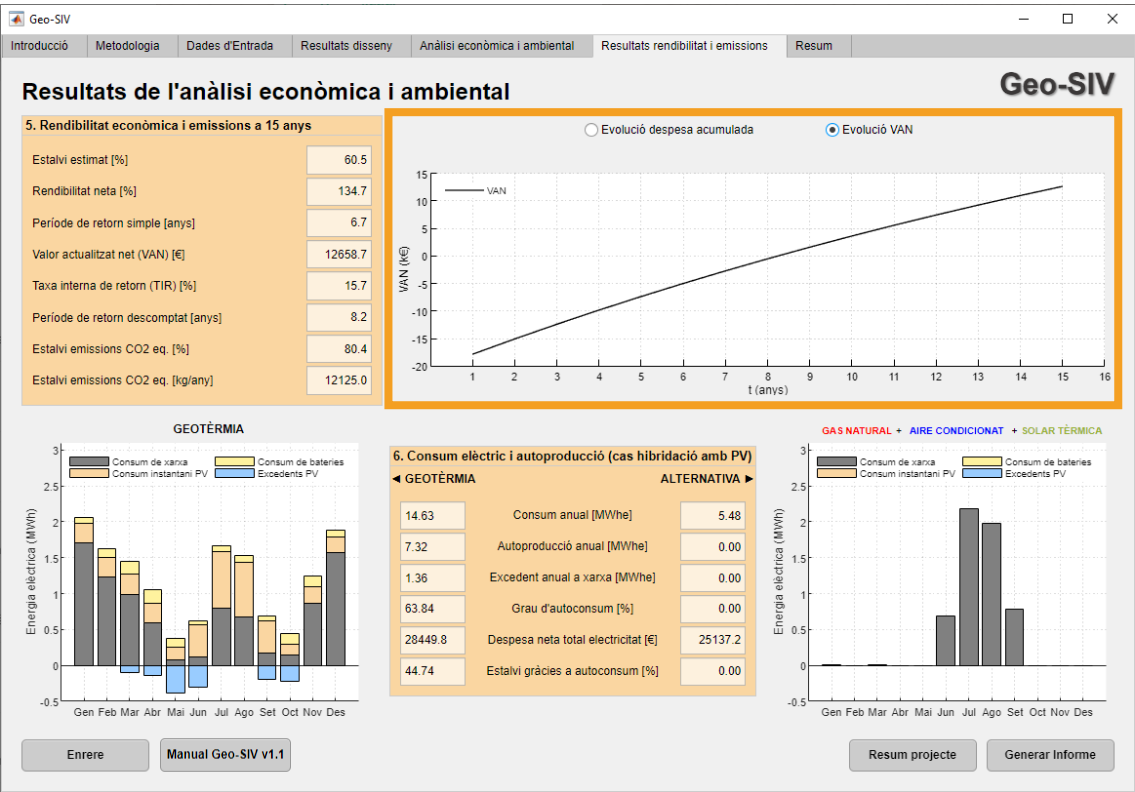 Geo-SIV
Introducció Metodologia Dades d'Entrada Resultats disseny Anàlisi econòmica i ambiental Resultats rendibilitat i emissions Resum
Resultats de l'anàlisi econòmica i ambiental
Geo-SIV
5. Rendibilitat econòmica i emissions a 15 anys
Estalvi estimat [%] 60.5
Rendibilitat neta [%] 134.7
Període de retorn simple [anys] 6.7
Valor actualitzat net (VAN) [€] 12658.7
Taxa interna de retorn (TIR) [%] 15.7
Període de retorn descomptat [anys] 8.2
Estalvi emissions CO2 eq. [%] 80.4
Estalvi emissions CO2 eq. [kg/any] 12125.0
Evolució despesa acumulada Evolució VAN
VAN
VAN (k€)
15
10
5
0
-5
-10
-15
-20
1 2 3 4 5 6 7 8 9 10 11 12 13 14 15 16
t (anys)
GEOTÈRMIA
Consum de xarxa Consum de bateries
Consum instantani PV Excedents PV
Energia elèctrica (MWh)
3
2.5
2
1.5
1
0.5
0
-0.5
Gen Feb Mar Abr Mai Jun Jul Ago Set Oct Nov Des
6. Consum elèctric i autoproducció (cas hibridació amb PV)
◄ GEOTÈRMIA ALTERNATIVA ►
14.63 Consum anual [MWhe] 5.48
7.32 Autoproducció anual [MWhe] 0.00
1.36 Excedent anual a xarxa [MWhe] 0.00
63.84 Grau d'autoconsum [%] 0.00
28449.8 Despesa neta total electricitat [€] 25137.2
44.74 Estalvi gràcies a autoconsum [%] 0.00
GAS NATURAL + AIRE CONDICIONAT + SOLAR TÈRMICA
Consum de xarxa Consum de bateries
Consum instantani PV Excedents PV
Energia elèctrica (MWh)
3
2.5
2
1.5
1
0.5
0
-0.5
Gen Feb Mar Abr Mai Jun Jul Ago Set Oct Nov Des
Enrere Manual Geo-SIV v1.1 Resum projecte Generar Informe